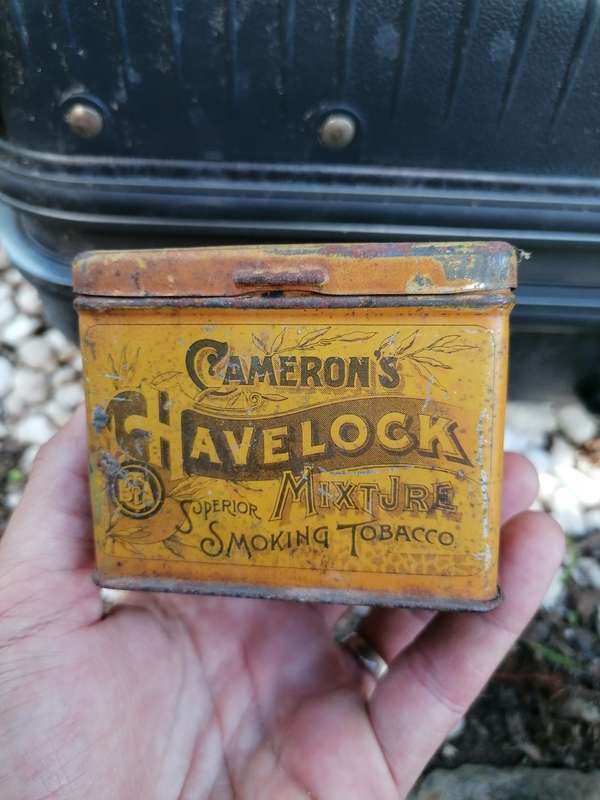 CAMERON'S
HAVELOCK
MIXTURE
SUPERIOR
SMOKING TOBACCO